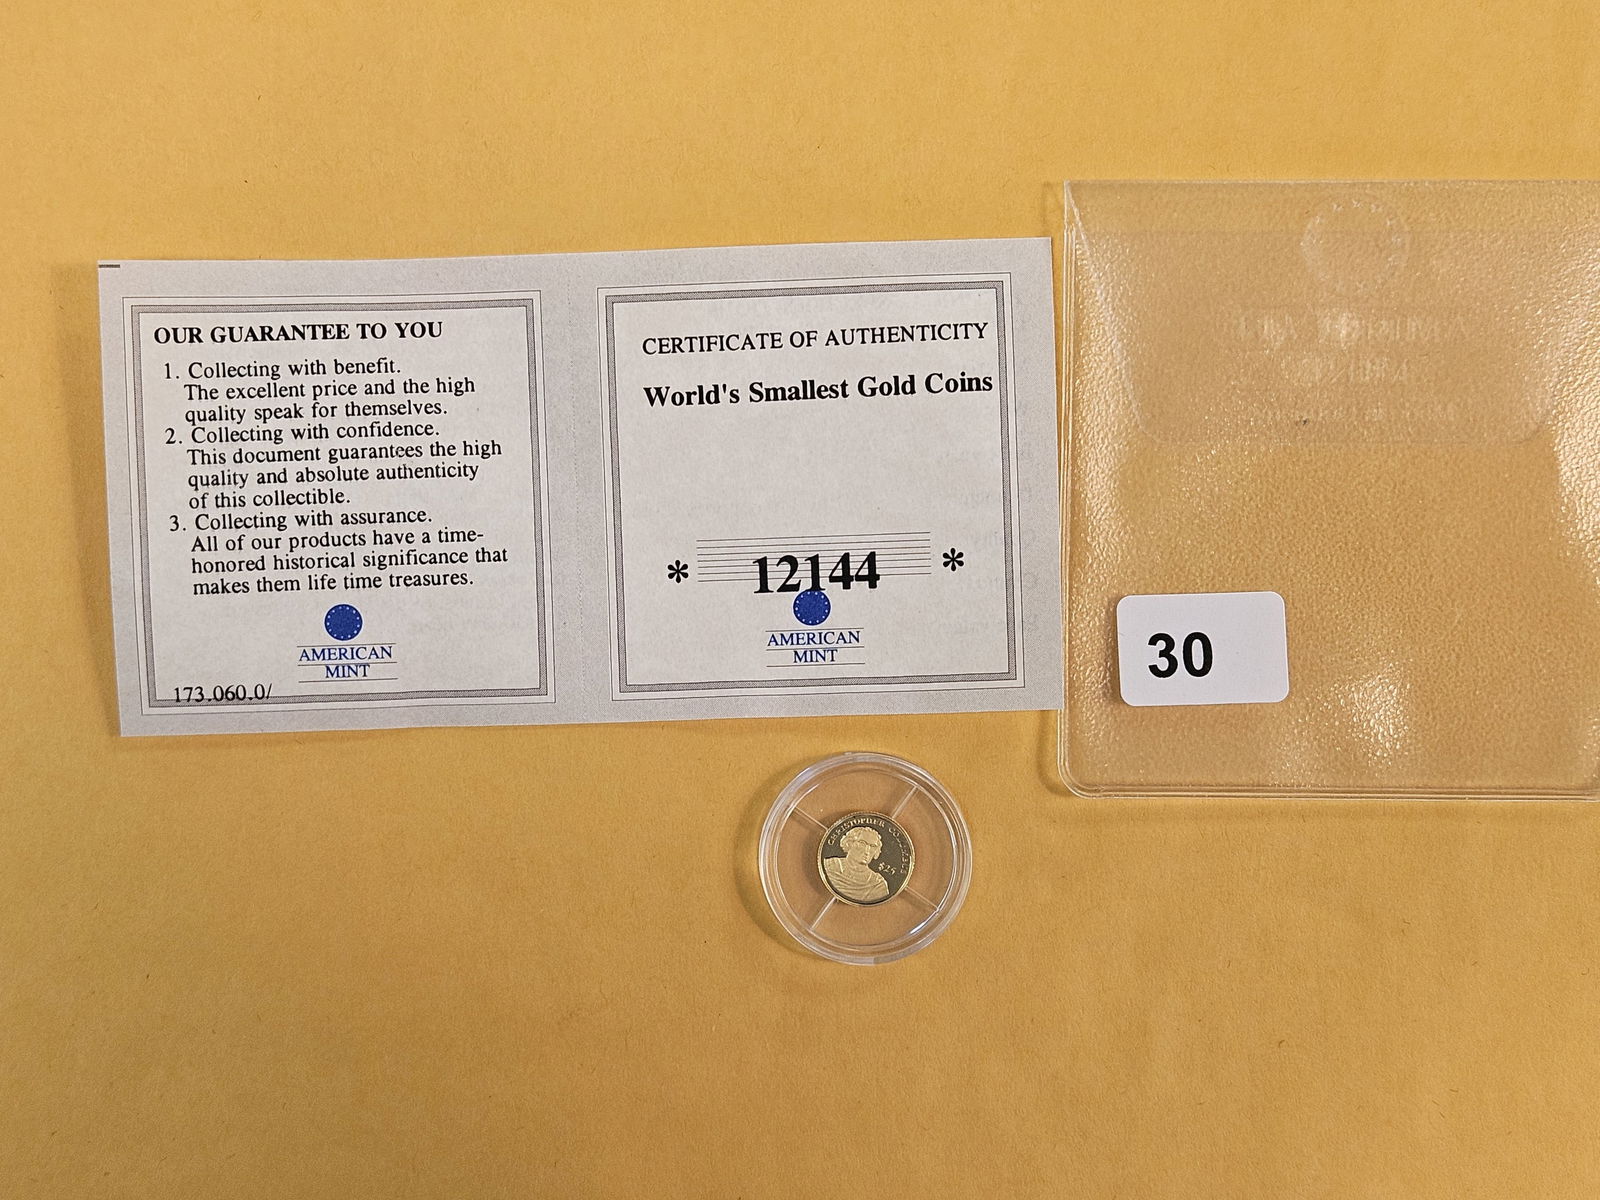 OUR GUARANTEE TO YOU
1. Collecting with benefit.
The excellent price and the high
quality speak for themselves.
2. Collecting with confidence.
This document guarantees the high
quality and absolute authenticity
of this collectible.
3. Collecting with assurance.
All of our products have a time-
honored historical significance that
makes them life time treasures.
AMERICAN
MINT
173.060.0/
CERTIFICATE OF AUTHENTICITY
World's Smallest Gold Coins
* 12144 *
AMERICAN
MINT
30
CHRISTOPHER COLUMBUS
$25